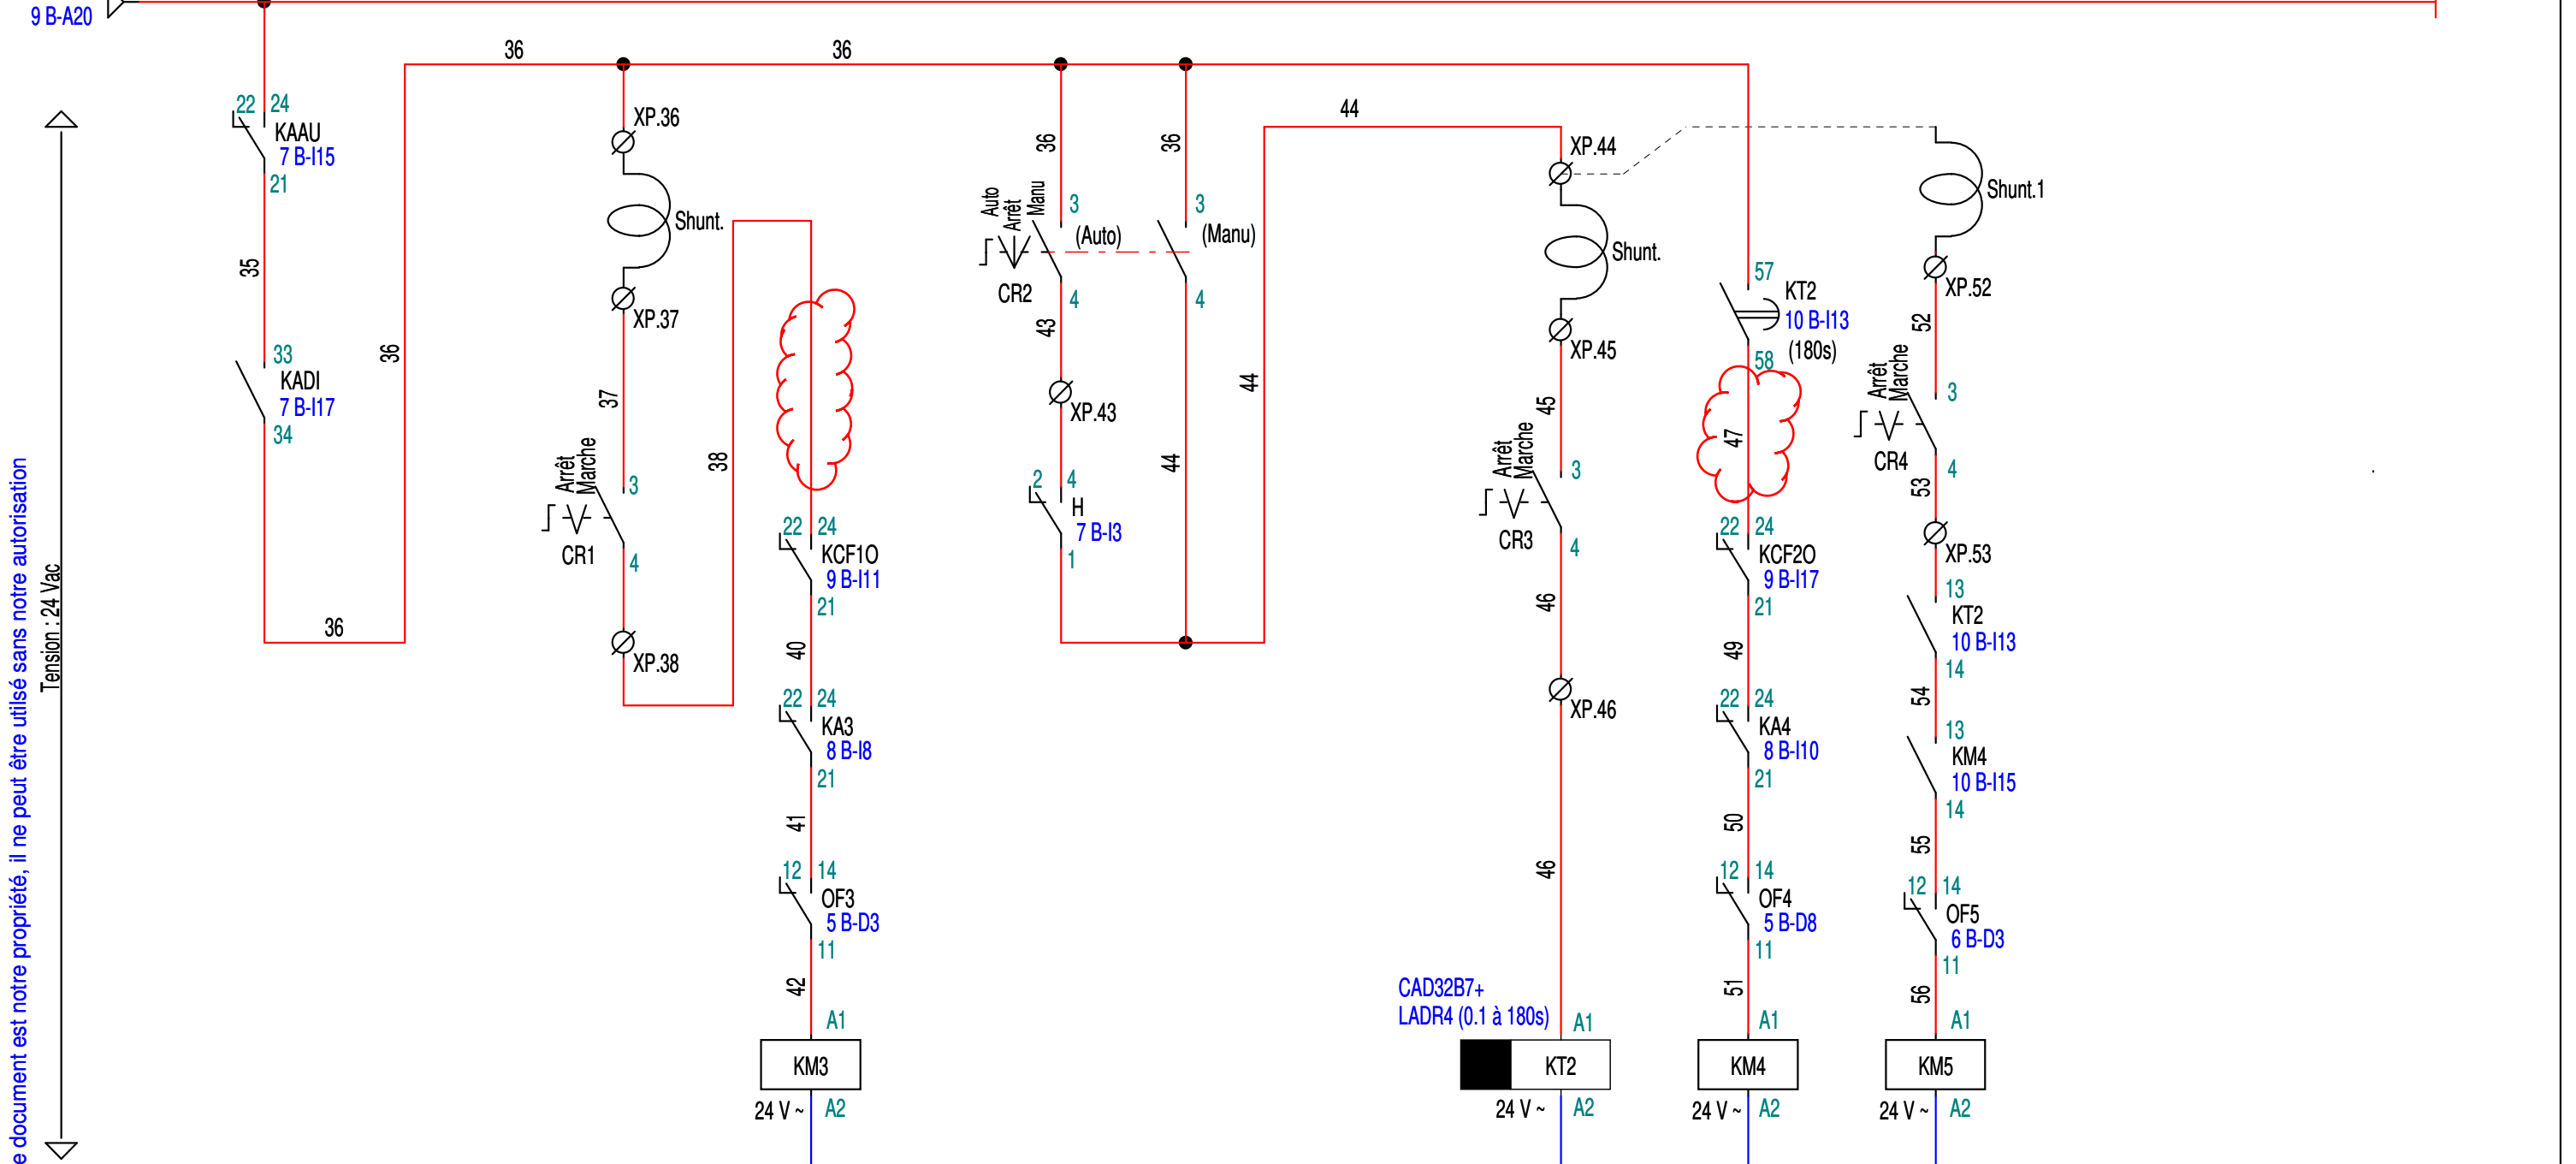 9 B-A20
e document est notre propriété, il ne peut être utilsé sans notre autorisation
Tension : 24 Vac
22 24
KAAU
7 B-I15
21
35
33
KADI
7 B-I17
34
36
36
36
36
XP.36
Shunt.
XP.37
37
Arrêt
Marche
3
CR1
4
XP.38
38
22 24
KCF1O
9 B-I11
21
40
22 24
KA3
8 B-I8
21
41
12 14
OF3
5 B-D3
11
42
A1
KM3
24 V ~ A2
36
Auto
Arrêt
Manu
3
(Auto)
CR2
4
43
XP.43
2 4
H
7 B-I3
1
36
3
(Manu)
4
44
44
44
XP.44
Shunt.
XP.45
45
Arrêt
Marche
3
CR3
4
46
XP.46
46
CAD32B7+
LADR4 (0.1 à 180s)
A1
KT2
24 V ~ A2
57
KT2
10 B-I13
(180s)
58
47
22 24
KCF2O
9 B-I17
21
49
22 24
KA4
8 B-I10
21
50
12 14
OF4
5 B-D8
11
51
A1
KM4
24 V ~ A2
Shunt.1
XP.52
52
Arrêt
Marche
3
CR4
4
53
XP.53
13
KT2
10 B-I13
14
54
13
KM4
10 B-I15
14
55
12 14
OF5
6 B-D3
11
56
A1
KM5
24 V ~ A2